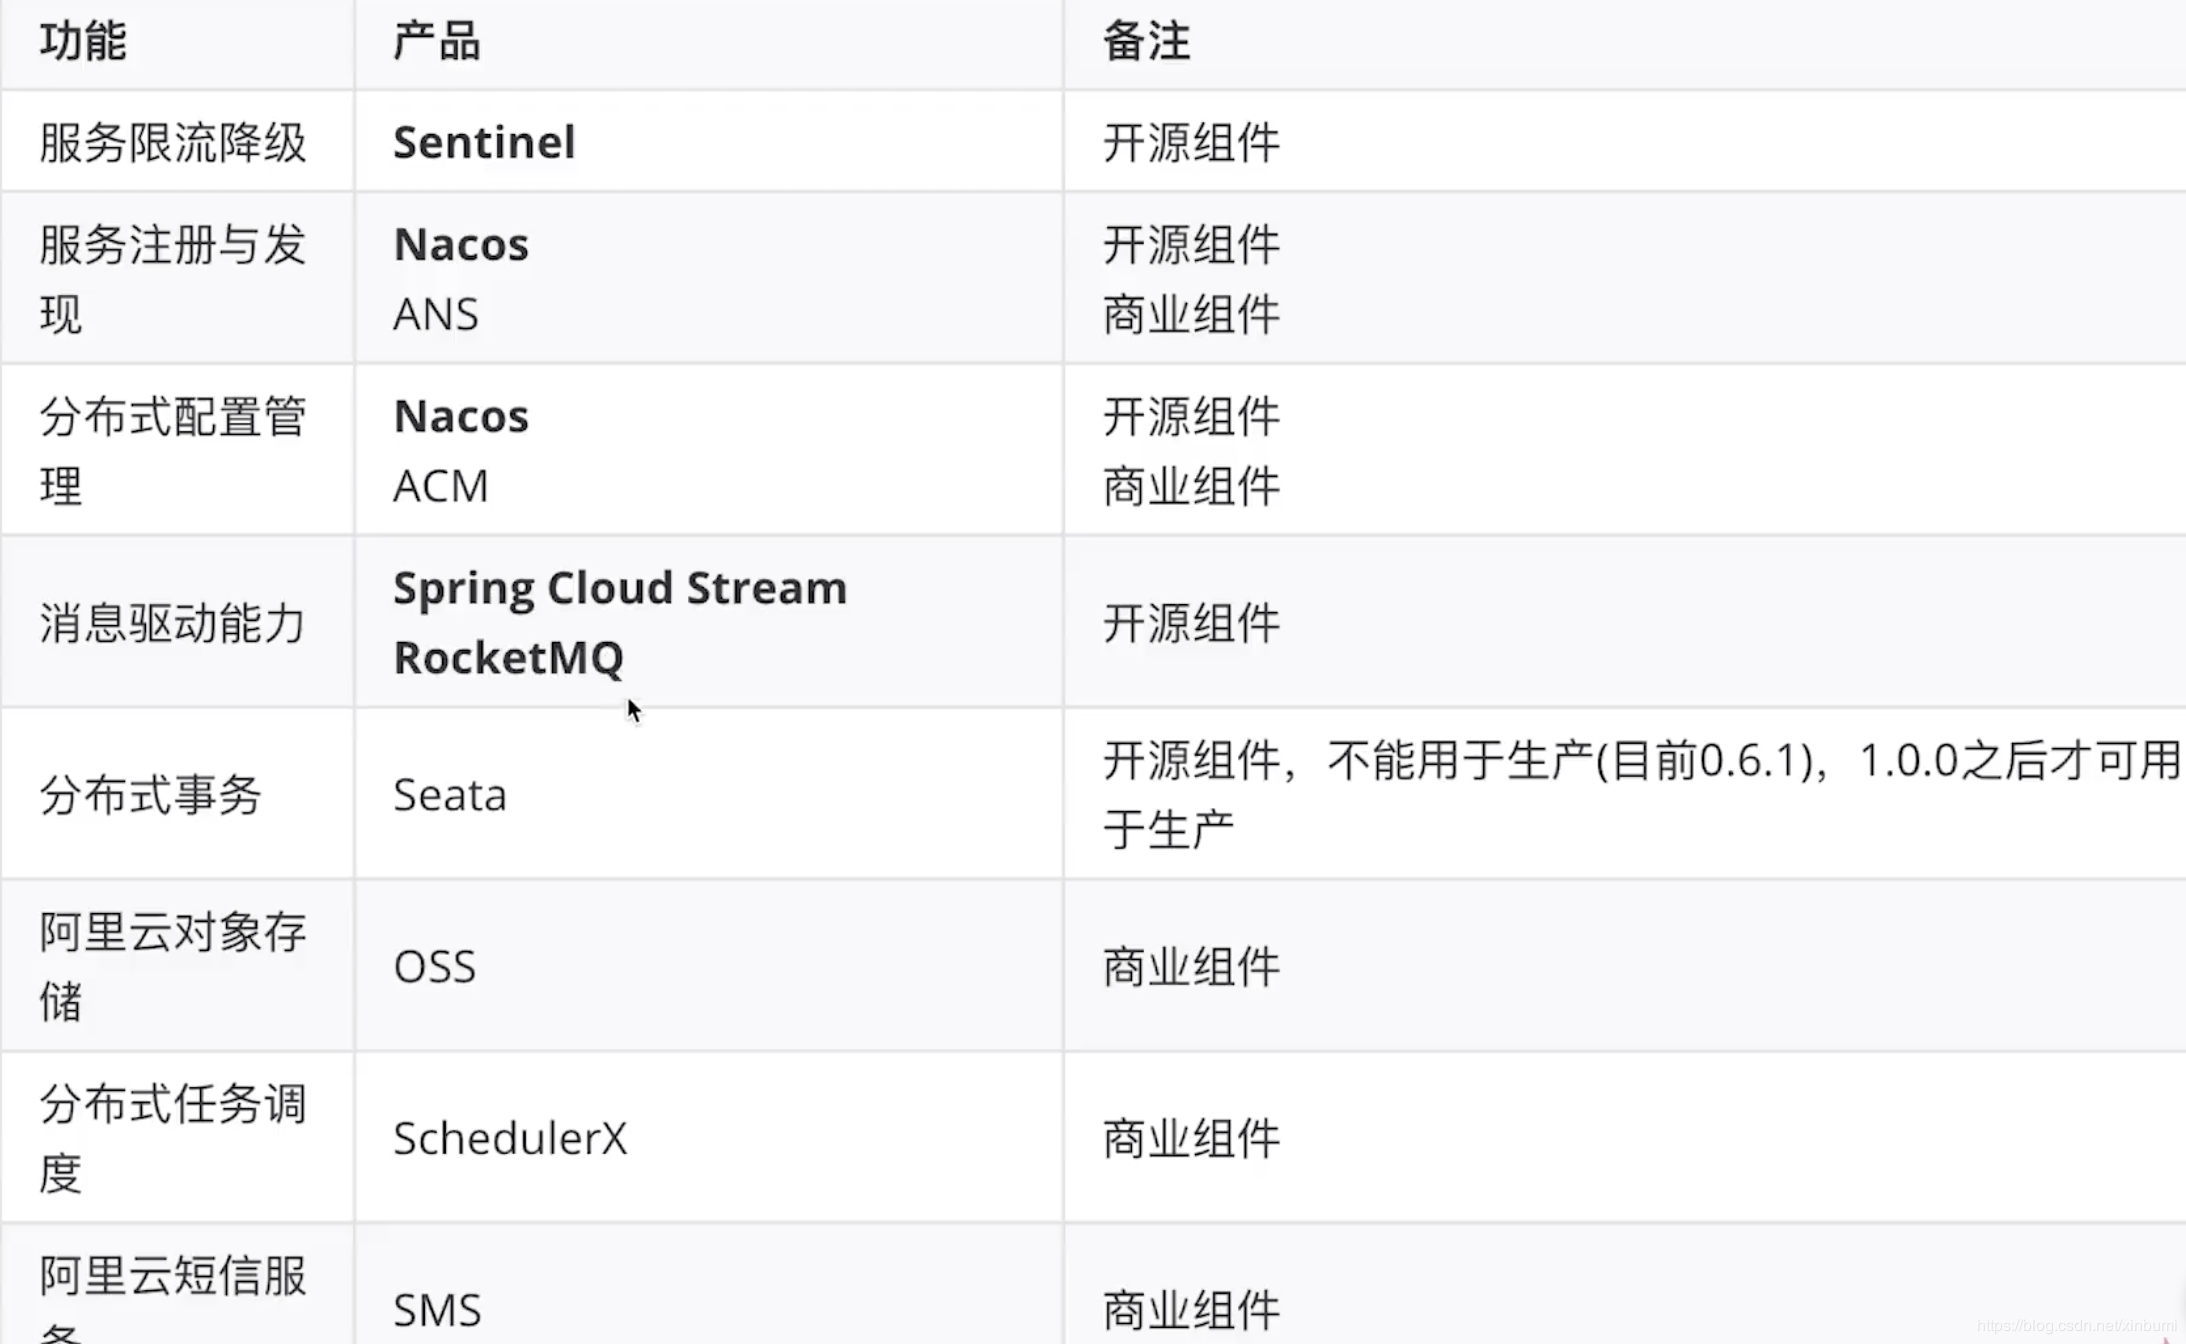 功能 产品 备注
服务限流降级 Sentinel 开源组件
服务注册与发 Nacos 开源组件
现 ANS 商业组件
分布式配置管 Nacos 开源组件
理 ACM 商业组件
消息驱动能力 Spring Cloud Stream 开源组件
RocketMQ
分布式事务 Seata 开源组件，不能用于生产(目前0.6.1)，1.0.0之后才可用
于生产
阿里云对象存 OSS 商业组件
储
分布式任务调 SchedulerX 商业组件
度
阿里云短信服 SMS 商业组件
务
https://blog.csdn.net/xinbumi